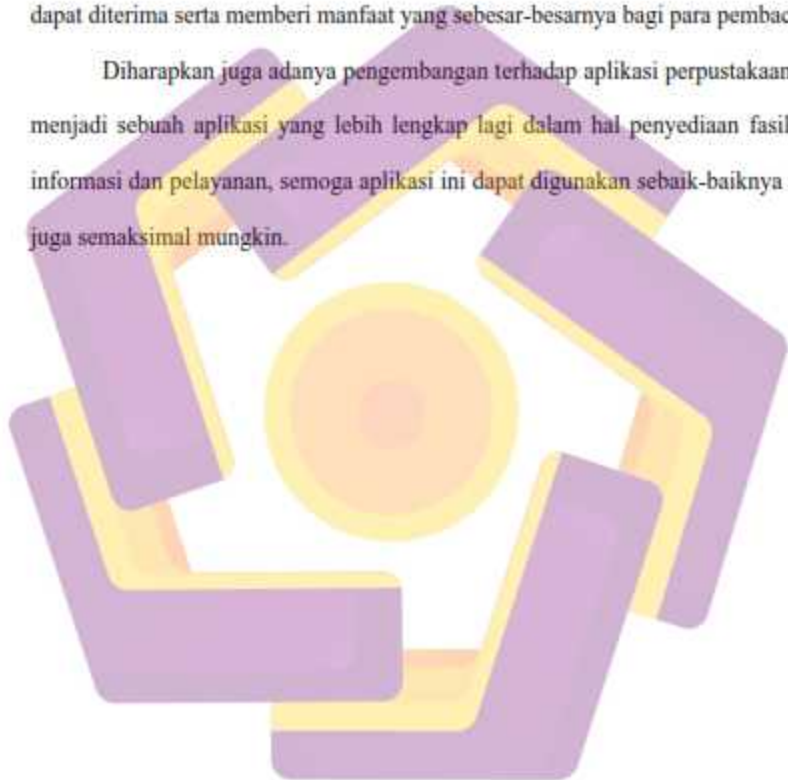 dapat diterima serta memberi manfaat yang sebesar-besarnya bagi para
Diharapkan juga adanya pengembangan terhadap aplikasi perpustakaan
menjadi sebuah aplikasi yang lebih lengkap lagi dalam hal penyediaan
informasi dan pelayanan, semoga aplikasi ini dapat digunakan sebaik-baiknya
juga semaksimal mungkin.